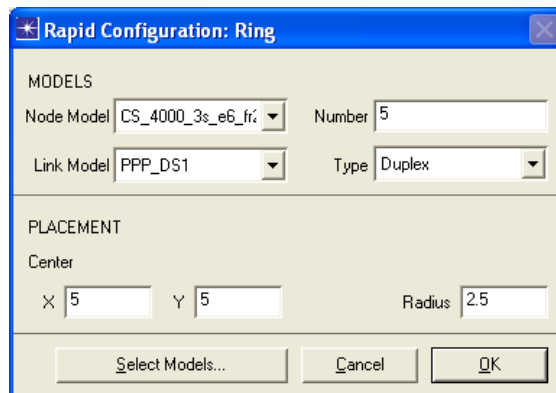 Rapid Configuration: Ring
MODELS
Node Model CS_4000_3s_e6_fr2 Number 5
Link Model PPP_DS1 Type Duplex
PLACEMENT
Center
X 5 Y 5 Radius 2.5
Select Models... Cancel OK